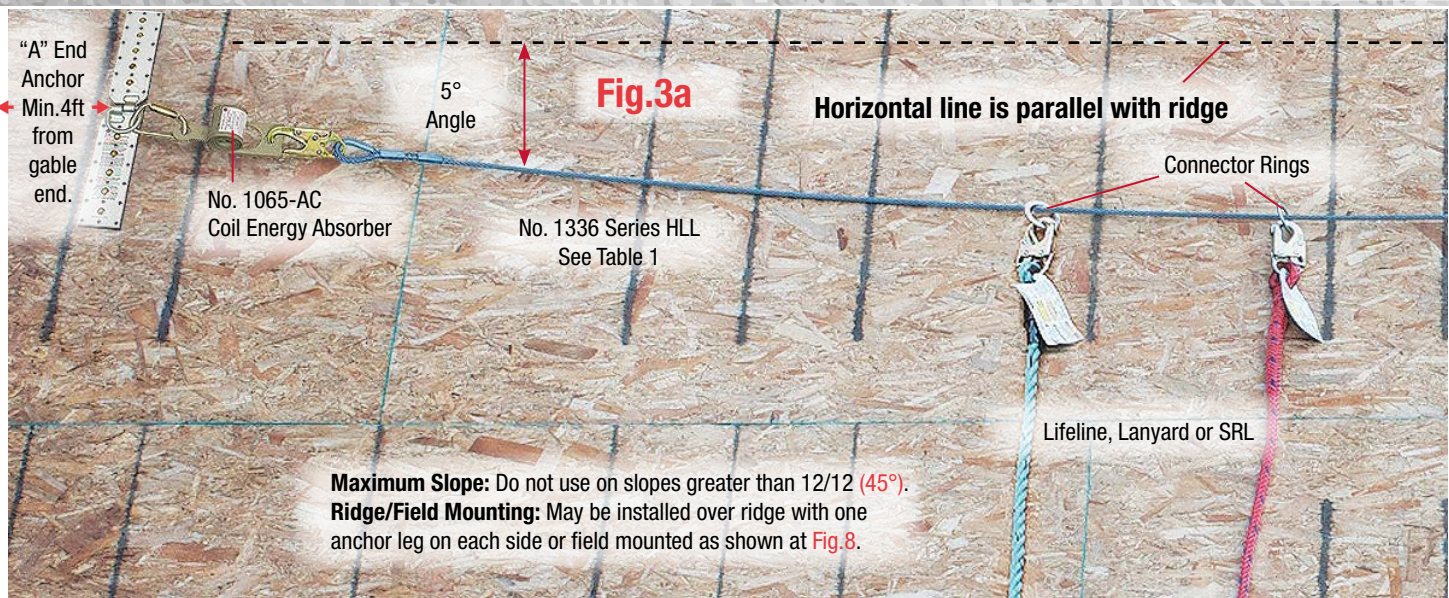 "A" End
Anchor
Min.4ft
from
gable
end.
5°
Angle
Fig.3a
Horizontal line is parallel with ridge
Connector Rings
No. 1065-AC
Coil Energy Absorber
No. 1336 Series HLL
See Table 1
Lifeline, Lanyard or SRL
Maximum Slope: Do not use on slopes greater than 12/12 (45°).
Ridge/Field Mounting: May be installed over ridge with one
anchor leg on each side or field mounted as shown at Fig.8.